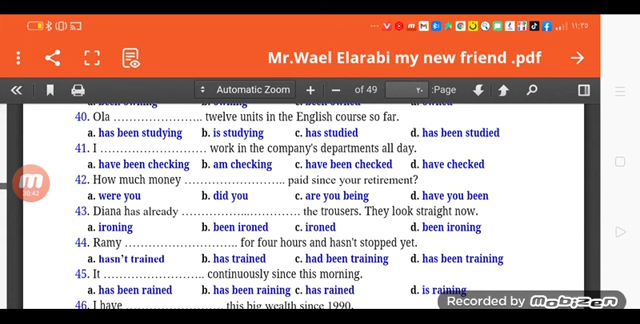 ١١:٣٥
Mr.Wael Elarabi my new friend .pdf
Automatic Zoom + − of 49 ٢٠ :Page
40. Ola ………………….. twelve units in the English course so far.
a. has been studying b. is studying c. has studied d. has been studied
41. I ………………………… work in the company's departments all day.
a. have been checking b. am checking c. have been checked d. have checked
42. How much money ……………………….. paid since your retirement?
a. were you b. did you c. are you being d. have you been
43. Diana has already ………………..…………. the trousers. They look straight now.
a. ironing b. been ironed c. ironed d. been ironing
44. Ramy ………………………. for four hours and hasn't stopped yet.
a. hasn't trained b. has trained c. had been training d. has been training
45. It …………………….. continuously since this morning.
a. has been rained b. has been raining c. has rained d. is raining
46. I have ………………………… this big wealth since 1990.
00:42
Recorded by mobizen